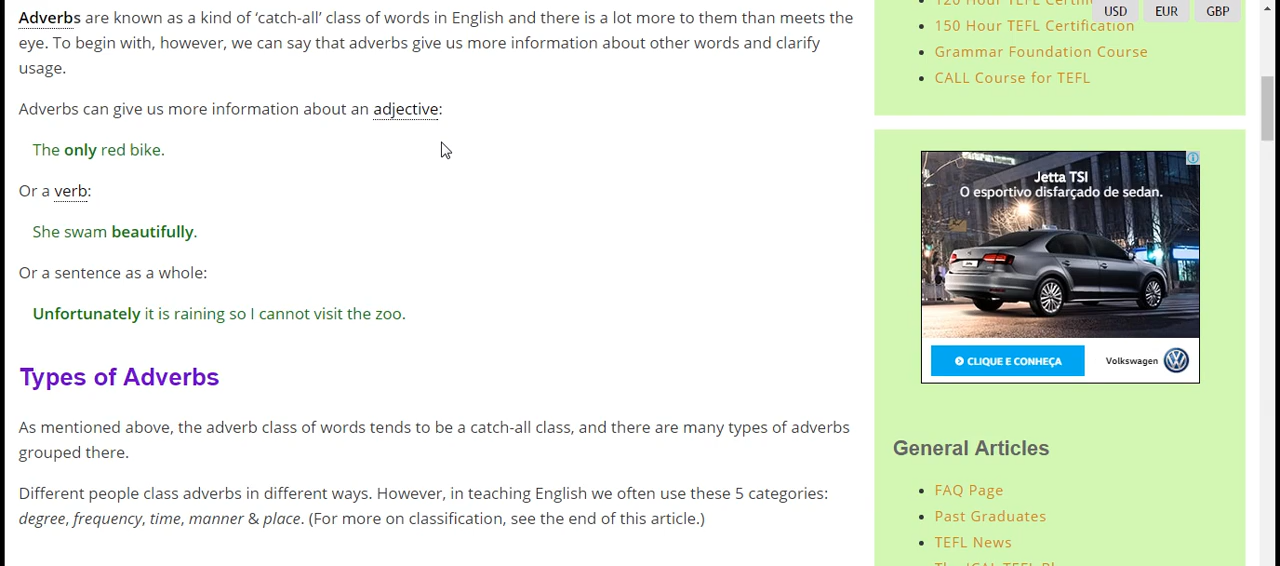 Adverbs are known as a kind of ‘catch-all’ class of words in English and there is a lot more to them than meets the
eye. To begin with, however, we can say that adverbs give us more information about other words and clarify
usage.
Adverbs can give us more information about an adjective:
The only red bike.
Or a verb:
She swam beautifully.
Or a sentence as a whole:
Unfortunately it is raining so I cannot visit the zoo.
Types of Adverbs
As mentioned above, the adverb class of words tends to be a catch-all class, and there are many types of adverbs
grouped there.
Different people class adverbs in different ways. However, in teaching English we often use these 5 categories:
degree, frequency, time, manner & place. (For more on classification, see the end of this article.)
USD EUR GBP
120 Hour TEFL
150 Hour TEFL Certification
Grammar Foundation Course
CALL Course for TEFL
Jetta TSI
O esportivo disfarçado de sedan.
CLIQUE E CONHEÇA
Volkswagen
General Articles
FAQ Page
Past Graduates
TEFL News